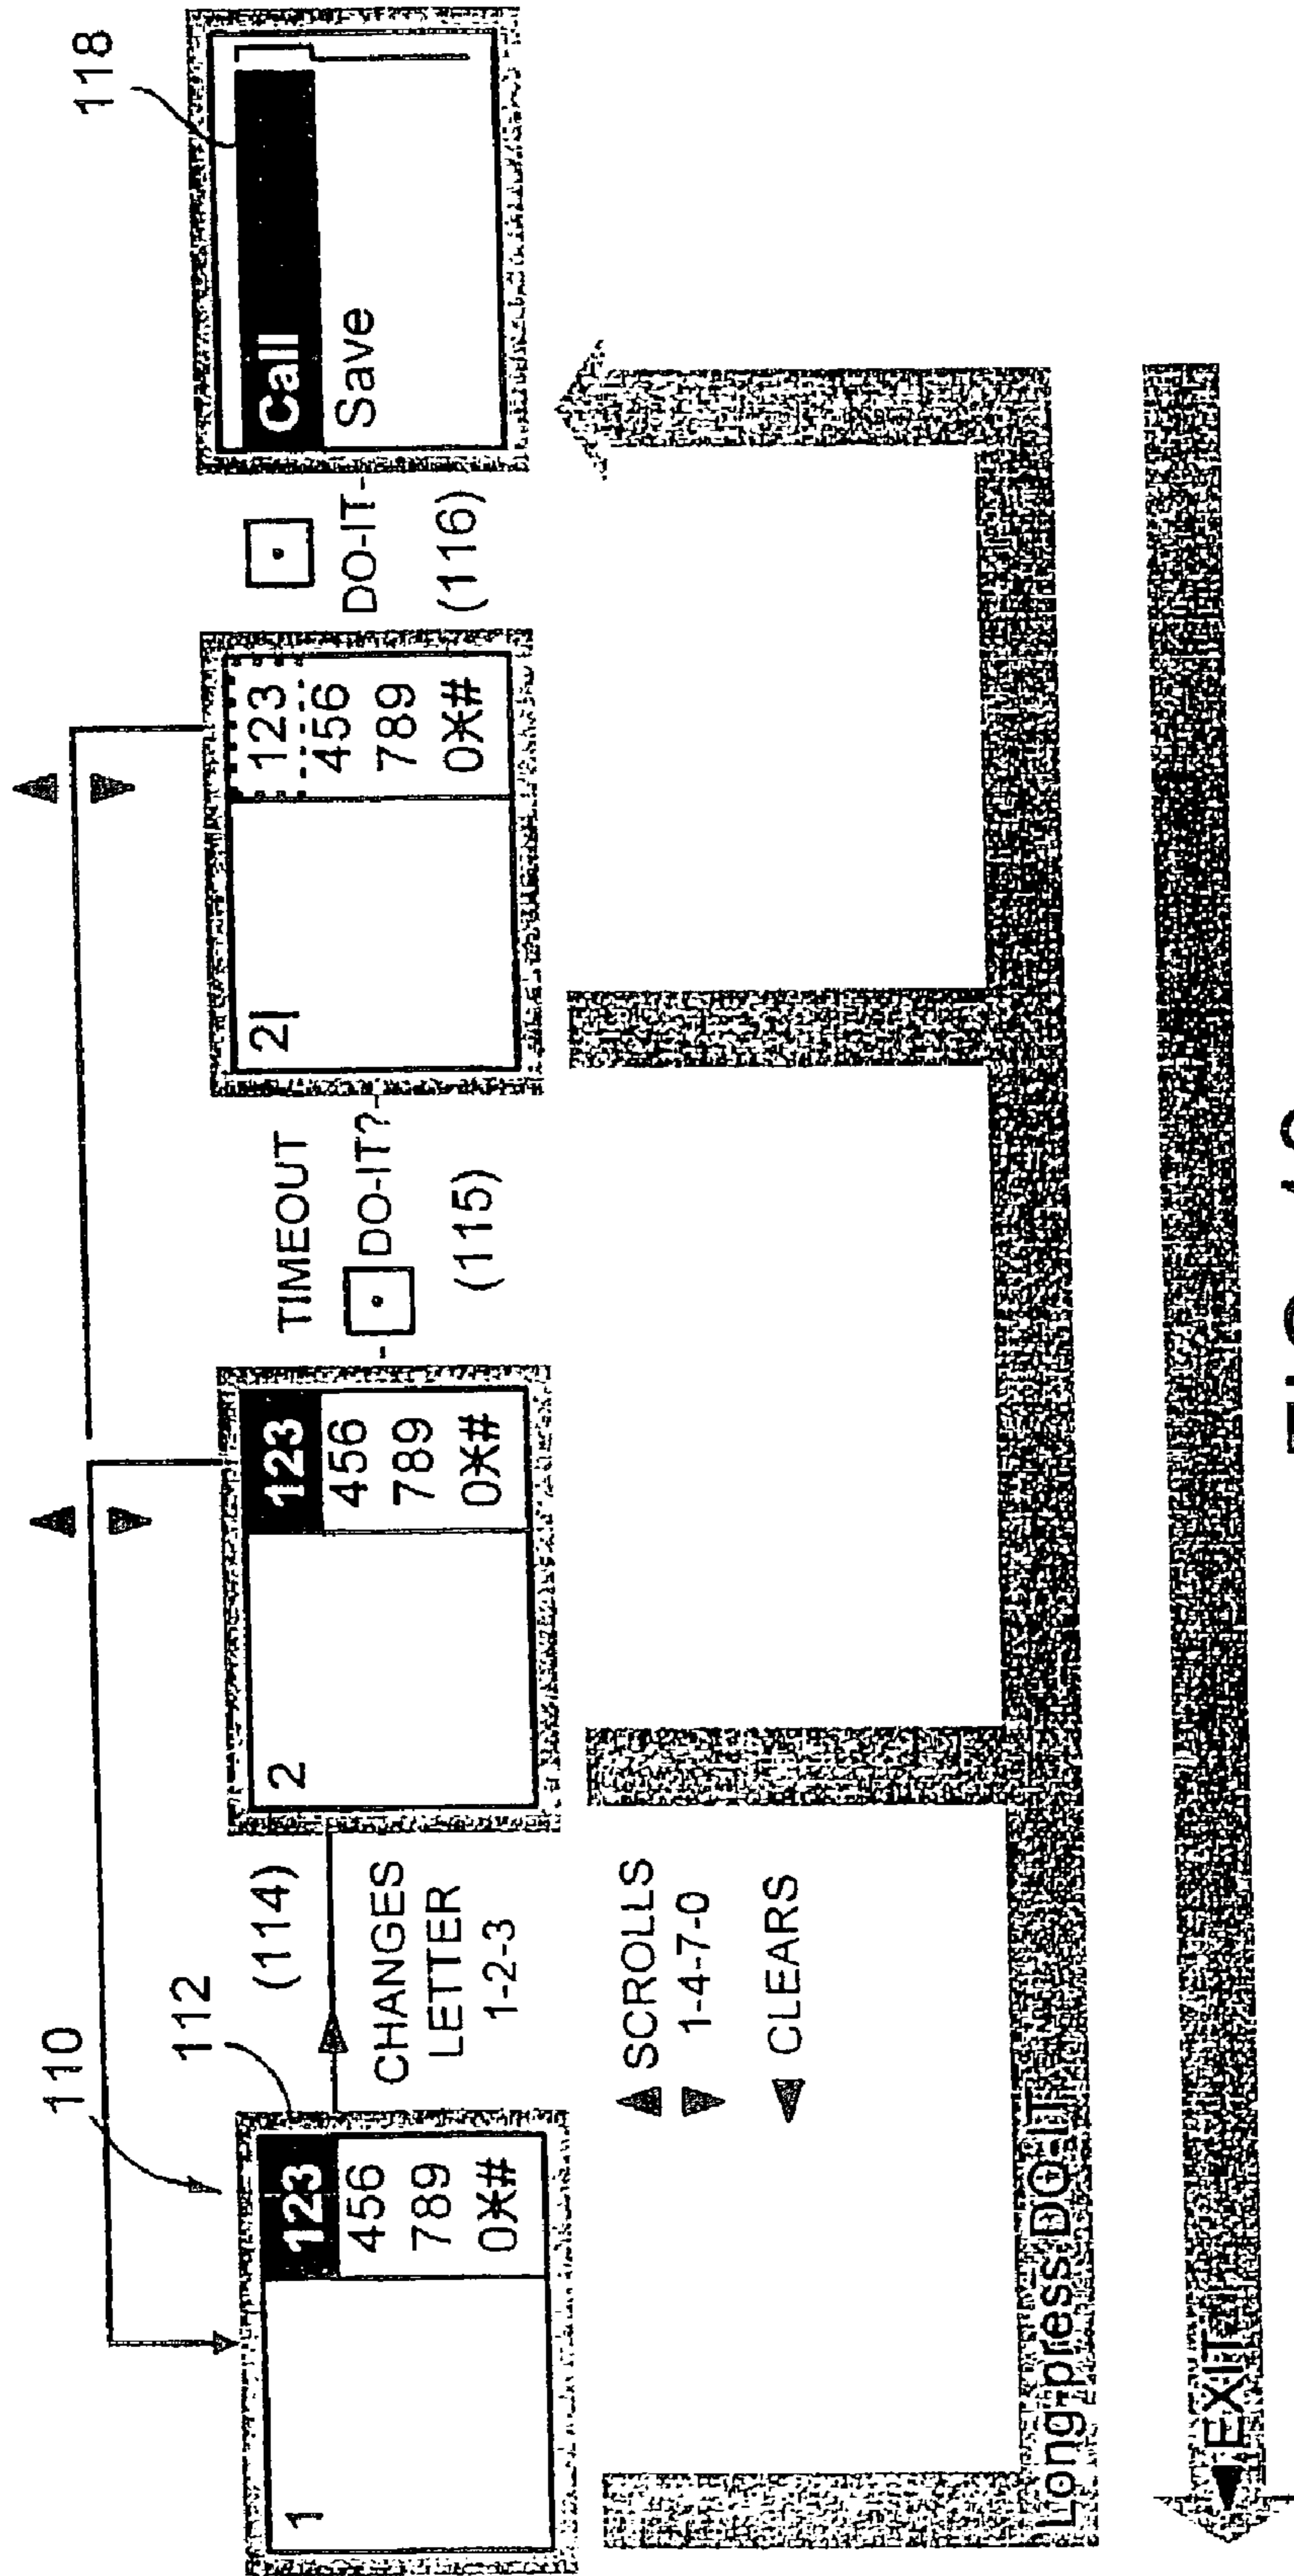 110
112
1
123
456
789
0*#
(114)
CHANGES
LETTER
1-2-3
SCROLLS
1-4-7-0
CLEARS
2
123
456
789
0*#
TIMEOUT
DO-IT?
(115)
2|
123
456
789
0*#
DO-IT
(116)
118
Call
Save
Long-press DO-IT
EXIT